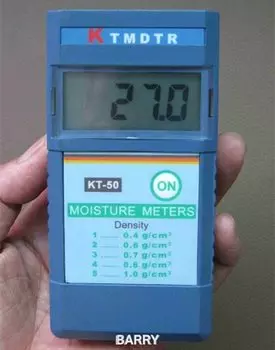 KTMDTR
27.0
KT-50
ON
MOISTURE METERS
Density
1 ...... 0.4 g/cm³
2 ...... 0.6 g/cm³
3 ...... 0.7 g/cm³
4 ...... 0.8 g/cm³
5 ...... 1.0 g/cm³
BARRY